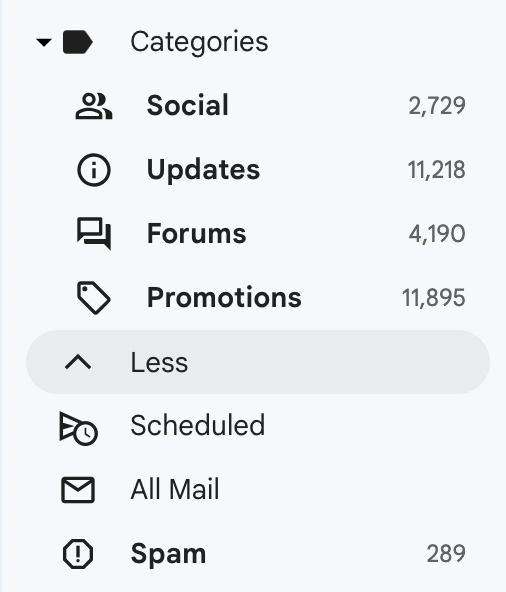 Categories
Social 2,729
Updates 11,218
Forums 4,190
Promotions 11,895
Less
Scheduled
All Mail
Spam 289